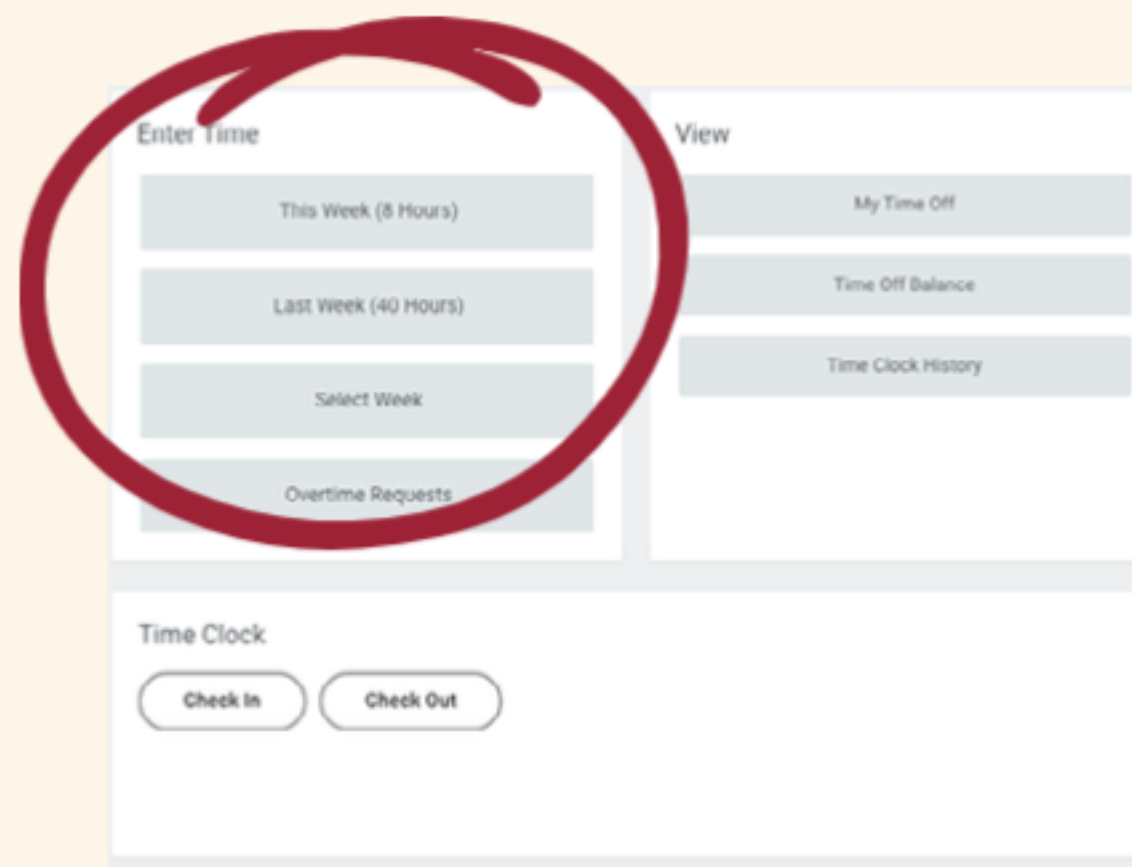 Enter Time
This Week (8 Hours)
Last Week (40 Hours)
Select Week
Overtime Requests
View
My Time Off
Time Off Balance
Time Clock History
Time Clock
Check In
Check Out